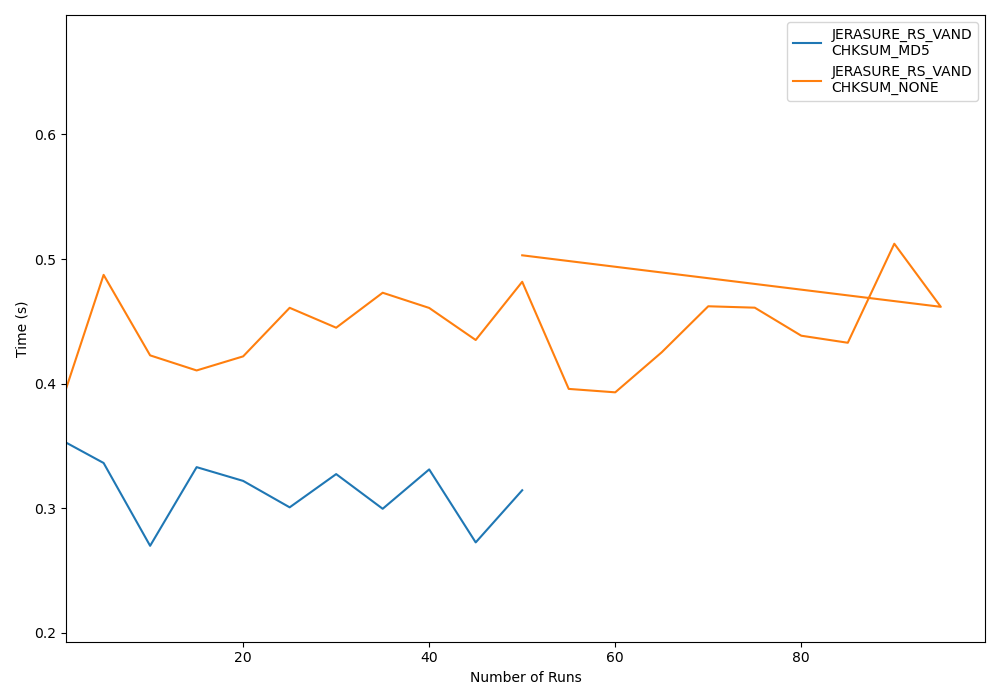 JERASURE_RS_VAND
CHKSUM_MD5
JERASURE_RS_VAND
CHKSUM_NONE
Time (s)
0.6
0.5
0.4
0.3
0.2
20
40
60
80
Number of Runs